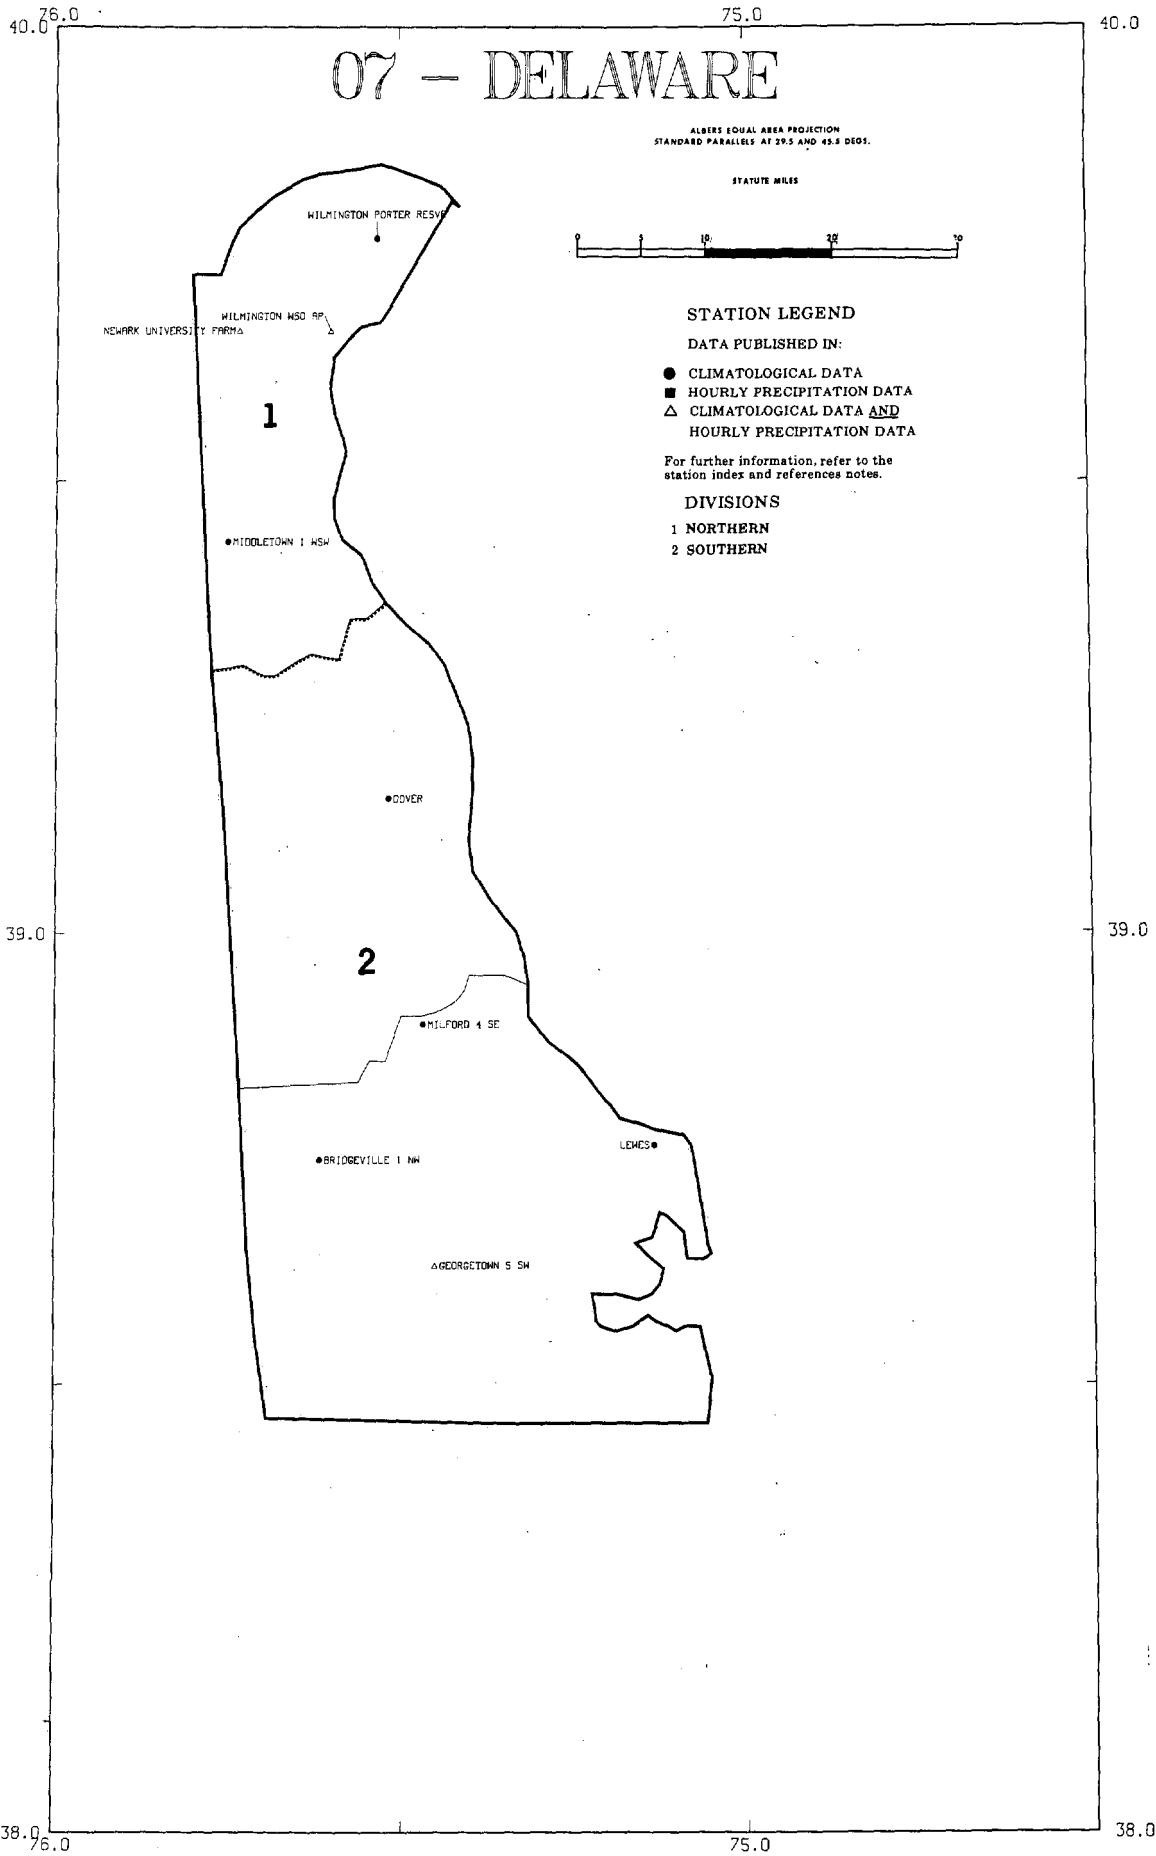 76.0 75.0
40.0 40.0
07 – DELAWARE
ALBERS EQUAL AREA PROJECTION
STANDARD PARALLELS AT 29.5 AND 45.5 DEGS.
STATUTE MILES
0 5 10 20 30
WILMINGTON PORTER RESVR
WILMINGTON WSO AP
NEWARK UNIVERSITY FARM
1
MIDDLETOWN 1 WSW
STATION LEGEND
DATA PUBLISHED IN:
● CLIMATOLOGICAL DATA
■ HOURLY PRECIPITATION DATA
△ CLIMATOLOGICAL DATA AND
HOURLY PRECIPITATION DATA
For further information, refer to the
station index and references notes.
DIVISIONS
1 NORTHERN
2 SOUTHERN
DOVER
39.0 39.0
2
MILFORD 4 SE
LEWES
BRIDGEVILLE 1 NW
GEORGETOWN 5 SW
38.0 38.0
76.0 75.0